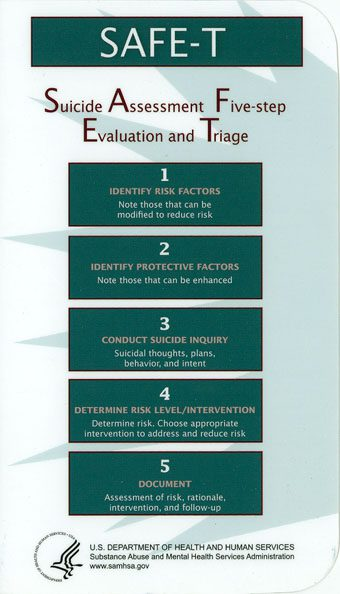 SAFE-T
Suicide Assessment Five-step
Evaluation and Triage
1
IDENTIFY RISK FACTORS
Note those that can be
modified to reduce risk
2
IDENTIFY PROTECTIVE FACTORS
Note those that can be enhanced
3
CONDUCT SUICIDE INQUIRY
Suicidal thoughts, plans,
behavior, and intent
4
DETERMINE RISK LEVEL/INTERVENTION
Determine risk. Choose appropriate
intervention to address and reduce risk
5
DOCUMENT
Assessment of risk, rationale,
intervention, and follow-up
U.S. DEPARTMENT OF HEALTH AND HUMAN SERVICES
Substance Abuse and Mental Health Services Administration
www.samhsa.gov